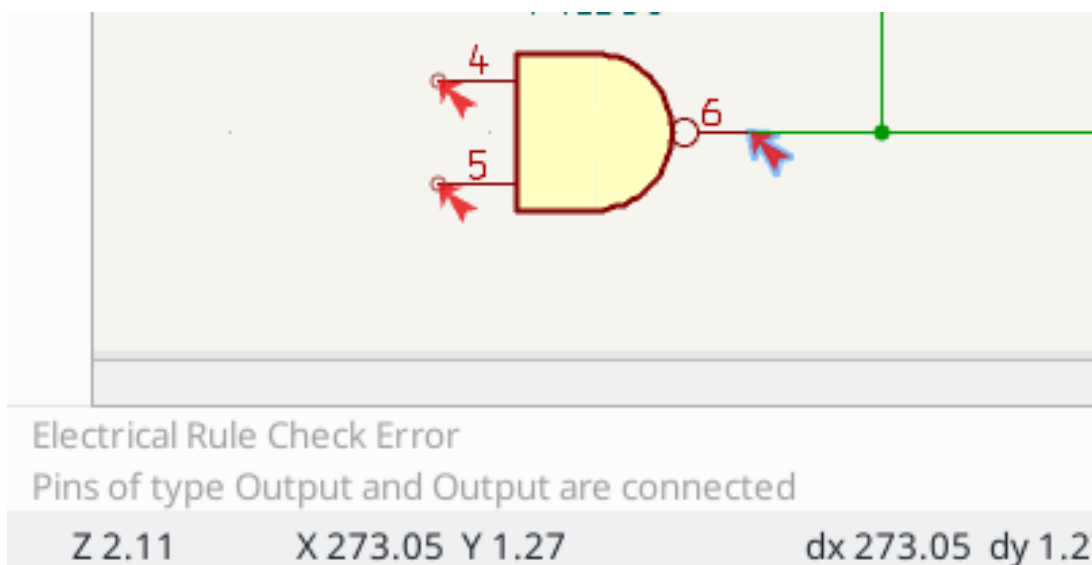 4
6
5
Electrical Rule Check Error
Pins of type Output and Output are connected
Z 2.11 X 273.05 Y 1.27 dx 273.05 dy 1.2